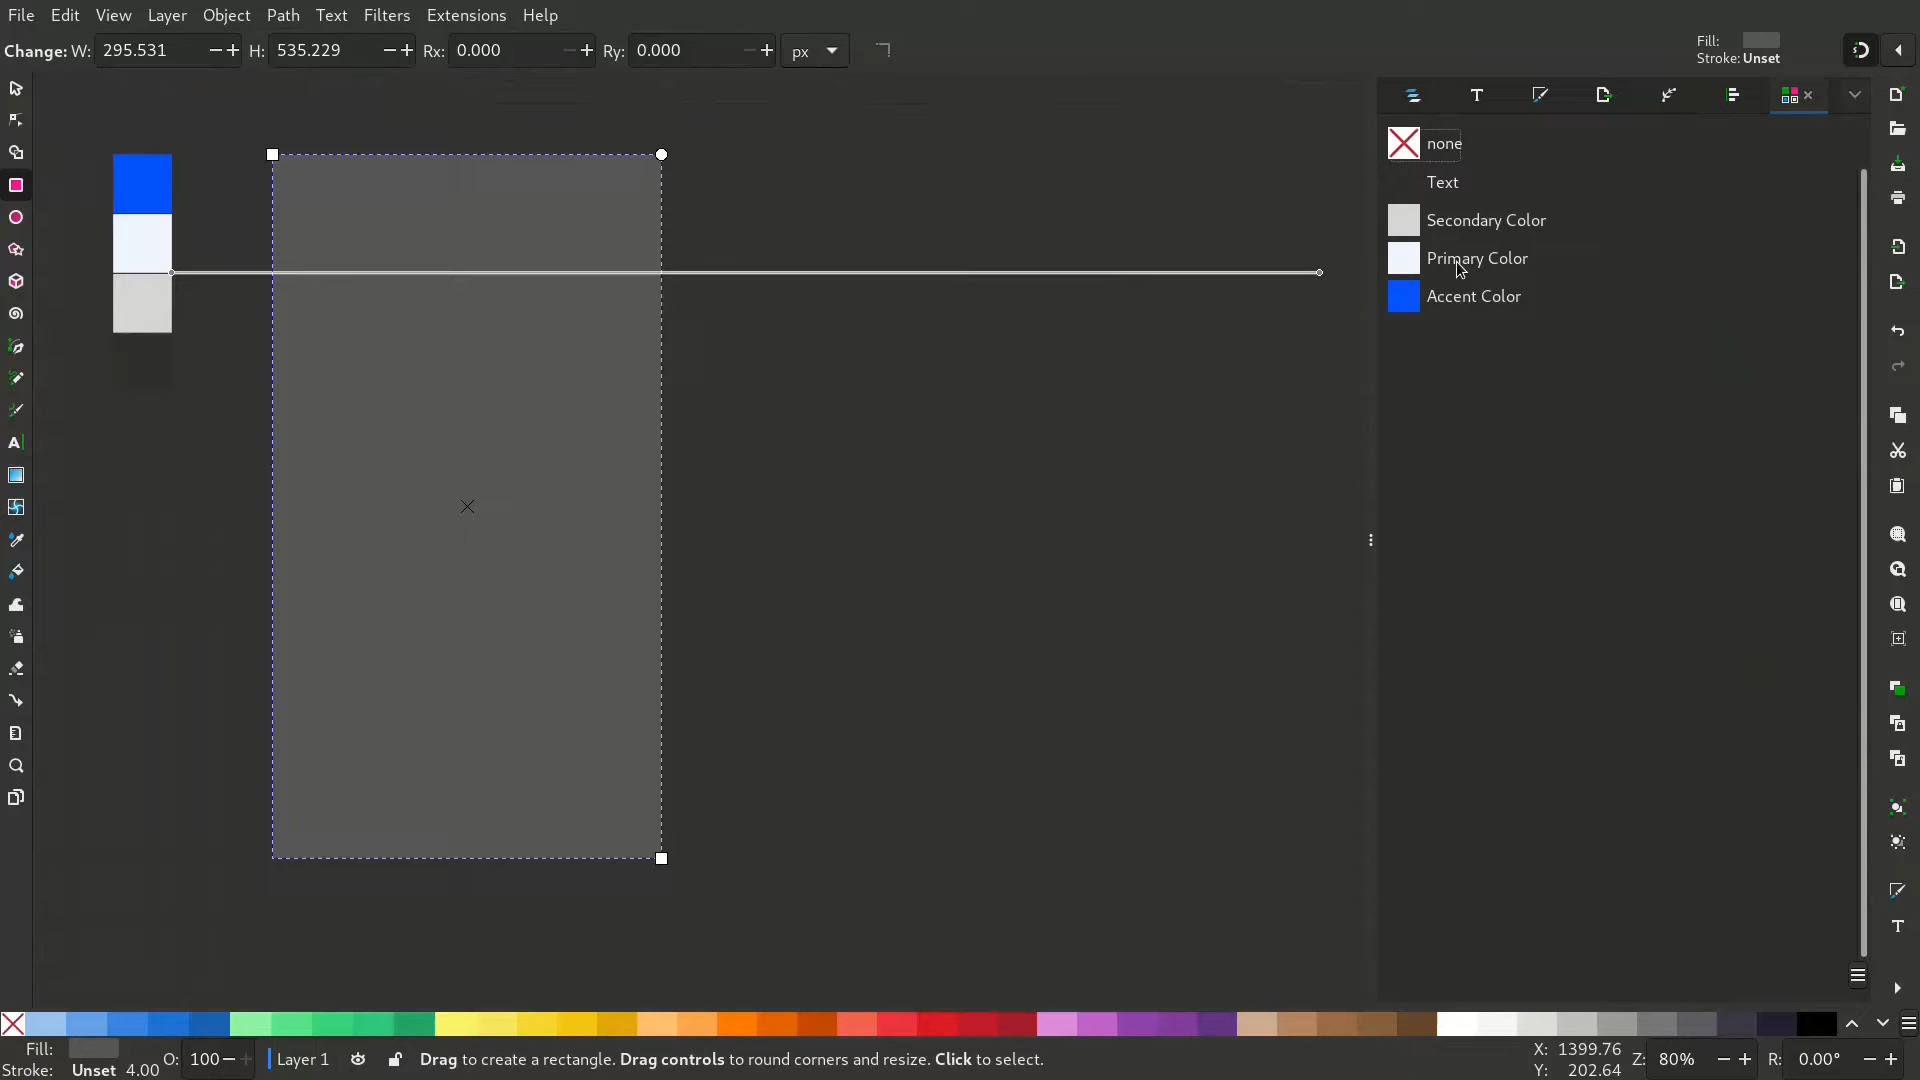 File Edit View Layer Object Path Text Filters Extensions Help
Change: W: 295.531 H: 535.229 Rx: 0.000 Ry: 0.000 px
Fill:
Stroke: Unset
none
Text
Secondary Color
Primary Color
Accent Color
Fill:
Stroke: Unset 4.00
O: 100
Layer 1
Drag to create a rectangle. Drag controls to round corners and resize. Click to select.
X: 1399.76
Y: 202.64
Z: 80%
R: 0.00°